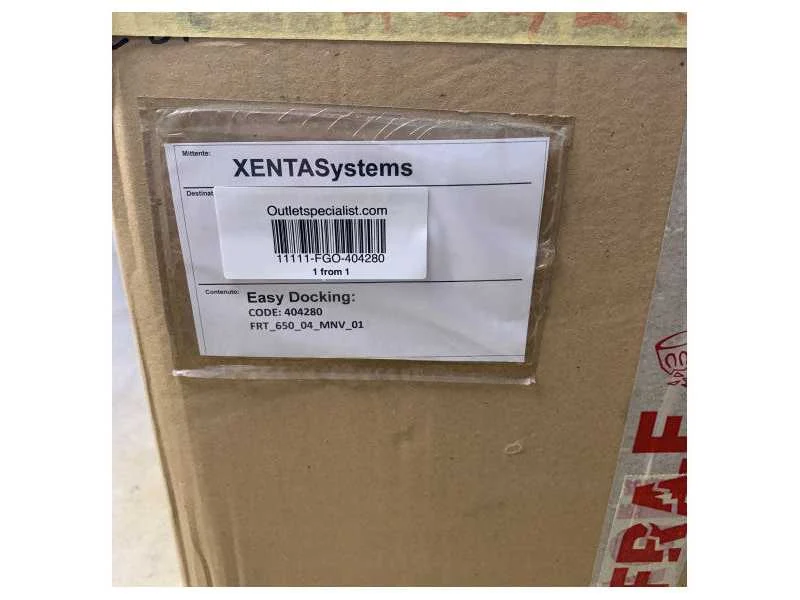 Mittente:
XENTASystems
Outletspecialist.com
11111-FGO-404280
1 from 1
Contenuto:
Easy Docking:
CODE: 404280
FRT_650_04_MNV_01